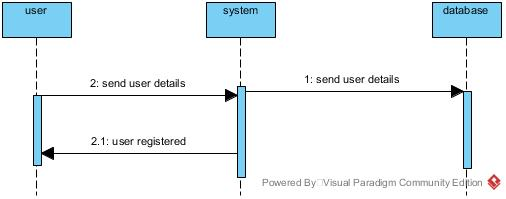 user
system
database
1: send user details
2: send user details
2.1: user registered
Powered By Visual Paradigm Community Edition